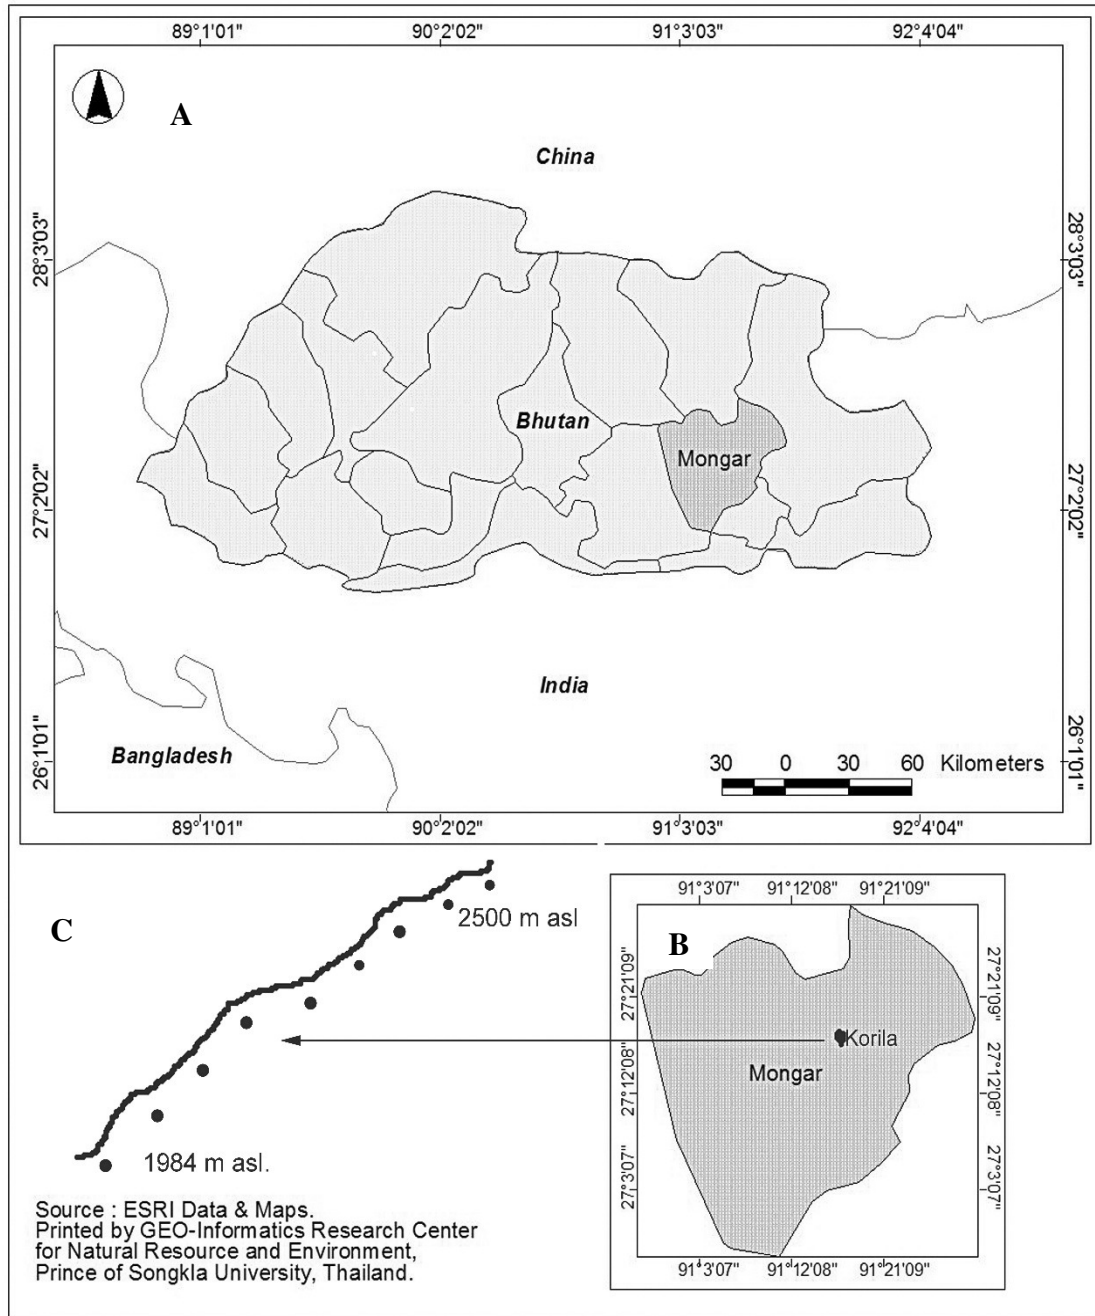 89°1'01" 90°2'02" 91°3'03" 92°4'04"
A
China
28°3'03" 28°3'03"
Bhutan
Mongar
27°2'02" 27°2'02"
India
Bangladesh
26°1'01" 26°1'01"
30 0 30 60 Kilometers
89°1'01" 90°2'02" 91°3'03" 92°4'04"
C
2500 m asl
1984 m asl.
91°3'07" 91°12'08" 91°21'09"
B
27°21'09" 27°21'09"
Korila
Mongar
27°12'08" 27°12'08"
27°3'07" 27°3'07"
91°3'07" 91°12'08" 91°21'09"
Source : ESRI Data & Maps.
Printed by GEO-Informatics Research Center
for Natural Resource and Environment,
Prince of Songkla University, Thailand.